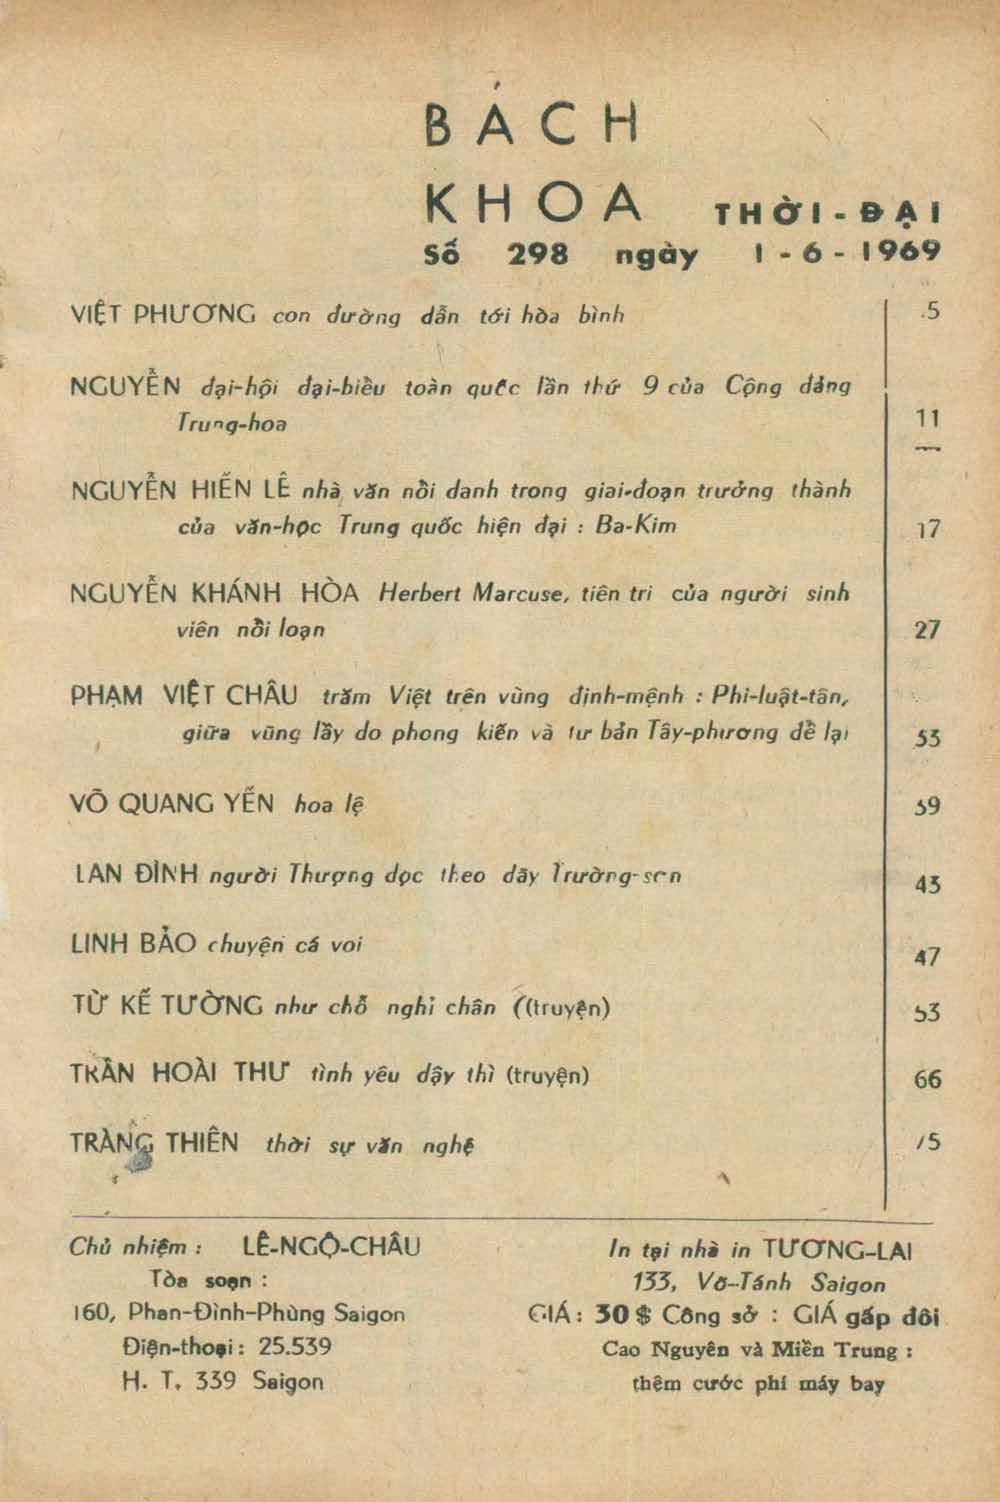 BÁCH
KHOA THỜI-ĐẠI
Số 298 ngày 1-6-1969
VIỆT PHƯƠNG con đường dẫn tới hòa bình 5
NGUYỄN đại-hội đại-biểu toàn quốc lần thứ 9 của Cộng đảng
Trung-hoa 11
NGUYỄN HIẾN LÊ nhà văn nổi danh trong giai-đoạn trưởng thành
của văn-học Trung quốc hiện đại : Ba-Kim 17
NGUYỄN KHÁNH HÒA Herbert Marcuse, tiên tri của người sinh
viên nổi loạn 27
PHẠM VIỆT CHÂU trăm Việt trên vùng định-mệnh : Phi-luật-tân,
giữa vũng lầy do phong kiến và tư bản Tây-phương để lại 33
VÕ QUANG YẾN hoa lệ 39
LAN ĐÌNH người Thượng dọc theo dãy Trường-sơn 43
LINH BẢO chuyện cá voi 47
TỪ KẾ TƯỜNG như chỗ nghỉ chân ((truyện) 53
TRẦN HOÀI THƯ tình yêu dậy thì (truyện) 66
TRÀNG THIÊN thời sự văn nghệ 75
Chủ nhiệm : LÊ-NGỘ-CHÂU
Tòa soạn :
160, Phan-Đình-Phùng Saigon
Điện-thoại : 25.539
H. T. 339 Saigon
In tại nhà in TƯƠNG-LAI
133, Võ-Tánh Saigon
GIÁ : 30$ Công sở : GIÁ gấp đôi
Cao Nguyên và Miền Trung :
thêm cước phí máy bay